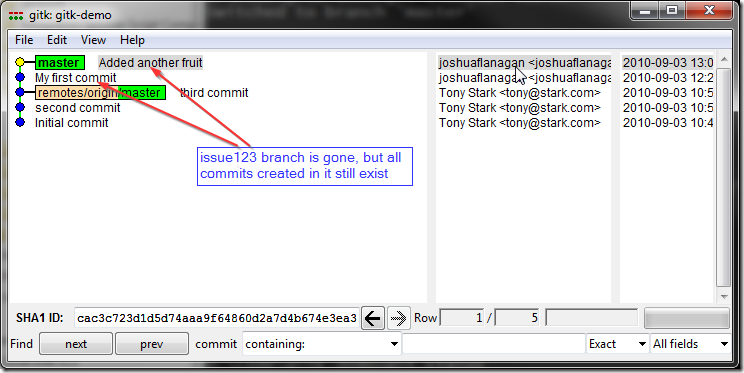 gitk: gitk-demo
File Edit View Help
master Added another fruit joshuaflanagan <joshuaflanaga 2010-09-03 13:0
My first commit joshuaflanagan <joshuaflanaga 2010-09-03 12:2
remotes/origin/master third commit Tony Stark <tony@stark.com> 2010-09-03 10:5
second commit Tony Stark <tony@stark.com> 2010-09-03 10:5
Initial commit Tony Stark <tony@stark.com> 2010-09-03 10:4
issue123 branch is gone, but all
commits created in it still exist
SHA1 ID: cac3c723d1d5d74aaa9f64860d2a7d4b674e3ea3 Row 1 / 5
Find next prev commit containing: Exact All fields